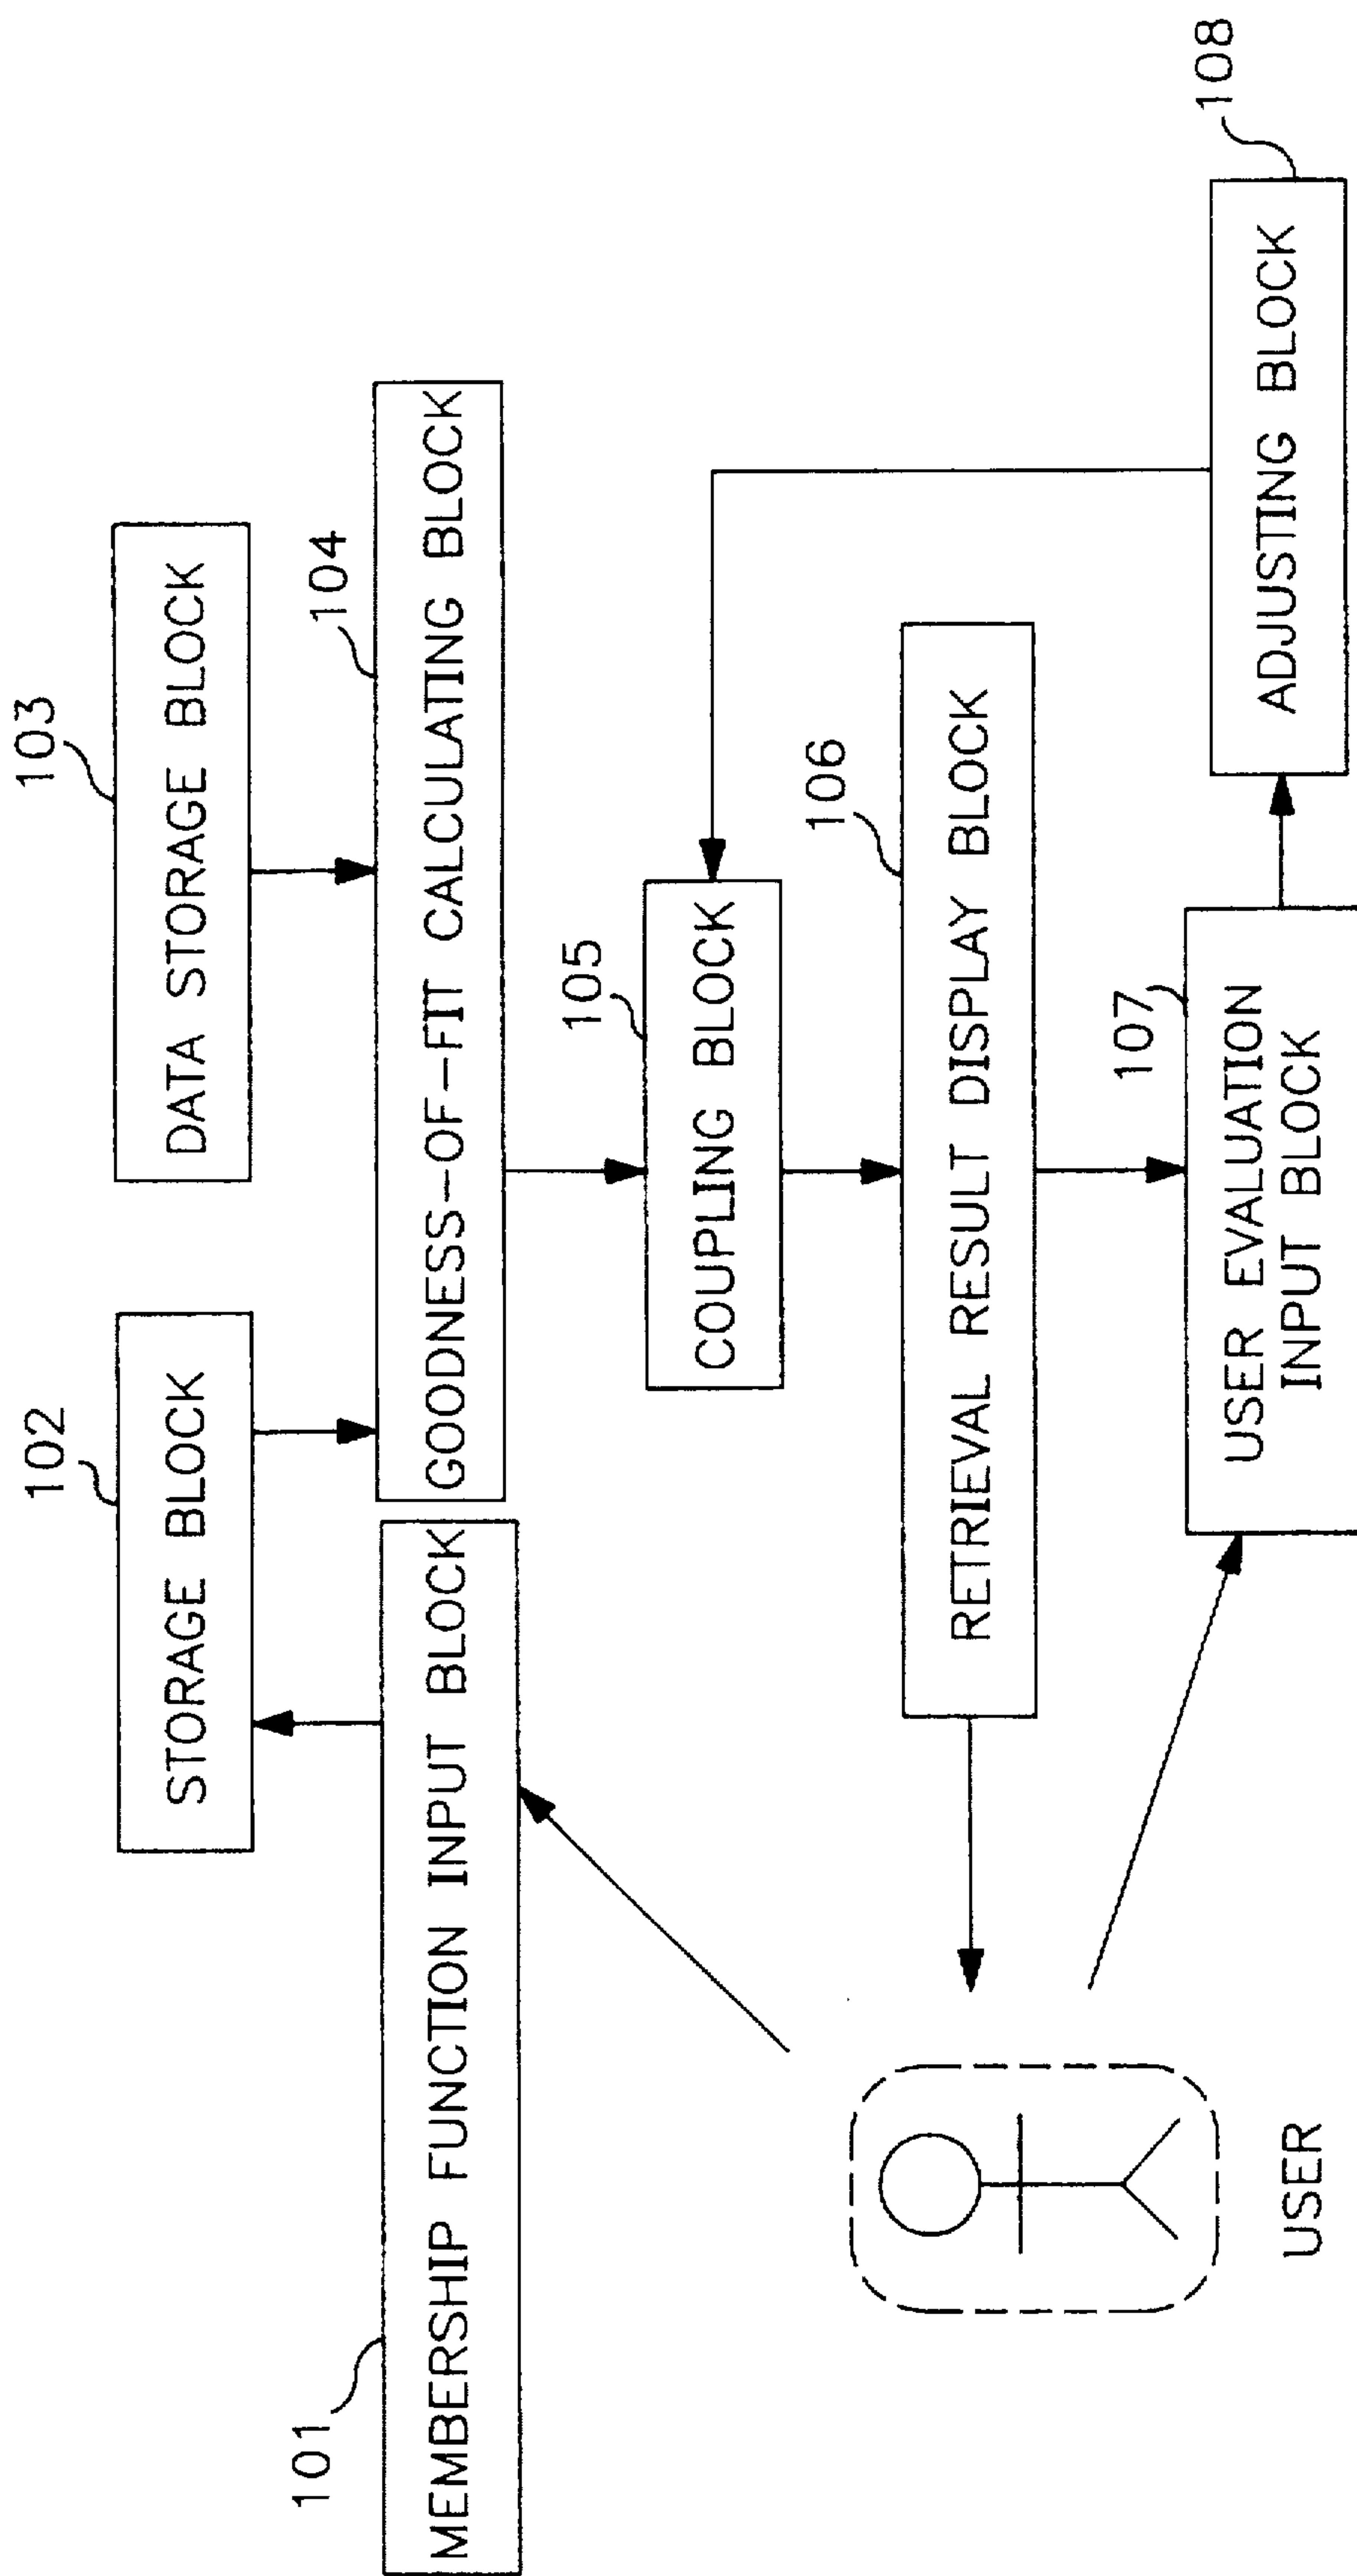 103
DATA STORAGE BLOCK
102
STORAGE BLOCK
104
GOODNESS-OF-FIT CALCULATING BLOCK
101
MEMBERSHIP FUNCTION INPUT BLOCK
105
COUPLING BLOCK
106
RETRIEVAL RESULT DISPLAY BLOCK
107
USER EVALUATION
INPUT BLOCK
108
ADJUSTING BLOCK
USER